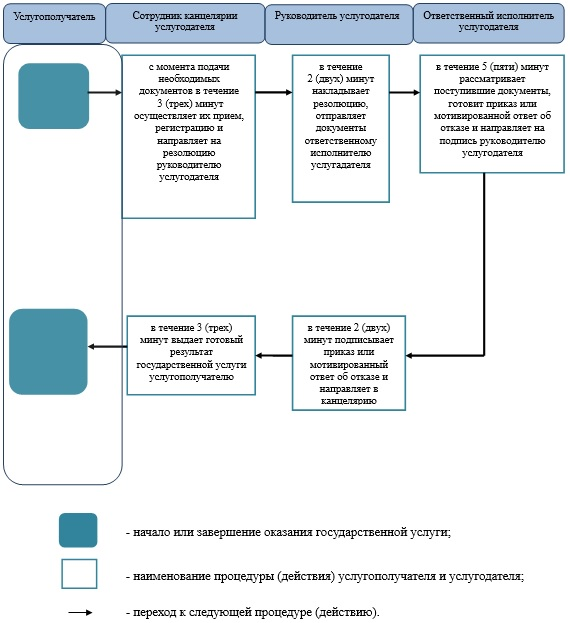 Услугополучатель
Сотрудник канцелярии
услугодателя
Руководитель услугодателя
Ответственный исполнитель
услугодателя
с момента подачи
необходимых
документов в течение
3 (трех) минут
осуществляет их прием,
регистрацию и
направляет на
резолюцию
руководителю
услугодателя
в течение
2 (двух) минут
накладывает
резолюцию,
отправляет
документы
ответственному
исполнителю
услугадателя
в течение 5 (пяти) минут
рассматривает
поступившие документы,
готовит приказ или
мотивированной ответ об
отказе и направляет на
подпись руководителю
услугодателя
в течение 3 (трех)
минут выдает готовый
результат
государственной услуги
услугополучателю
в течение 2 (двух)
минут подписывает
приказ или
мотивированный
ответ об отказе и
направляет в
канцелярию
- начало или завершение оказания государственной услуги;
- наименование процедуры (действия) услугополучателя и услугодателя;
- переход к следующей процедуре (действию).